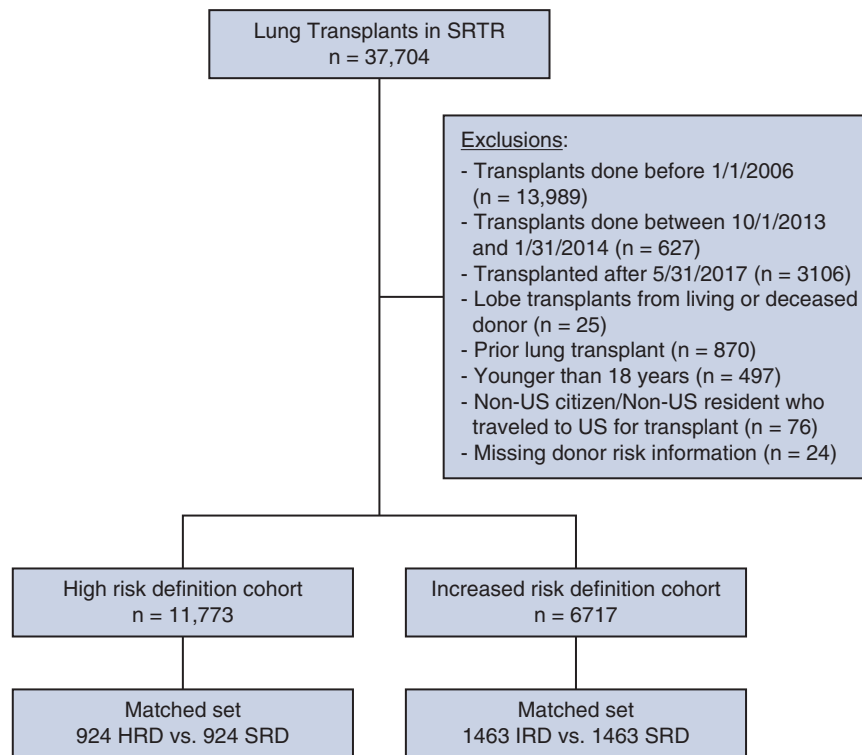 Lung Transplants in SRTR
n = 37,704
Exclusions:
- Transplants done before 1/1/2006
(n = 13,989)
- Transplants done between 10/1/2013
and 1/31/2014 (n = 627)
- Transplanted after 5/31/2017 (n = 3106)
- Lobe transplants from living or deceased
donor (n = 25)
- Prior lung transplant (n = 870)
- Younger than 18 years (n = 497)
- Non-US citizen/Non-US resident who
traveled to US for transplant (n = 76)
- Missing donor risk information (n = 24)
High risk definition cohort
n = 11,773
Increased risk definition cohort
n = 6717
Matched set
924 HRD vs. 924 SRD
Matched set
1463 IRD vs. 1463 SRD